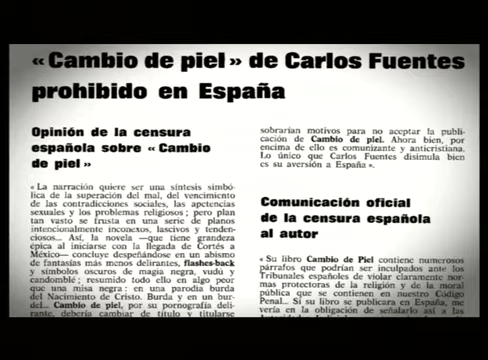 «Cambio de piel» de Carlos Fuentes
prohibido en España
Opinión de la censura
española sobre «Cambio
de piel»
« La narración quiere ser una síntesis simbó-
lica de la superación del mal, del vencimiento
de las contradicciones sociales, las apetencias
sexuales y los problemas religiosos ; pero plan
tan vasto se frusta en una serie de planos
intencionalmente inconexos, lascivos y tenden-
ciosos... Así, la novela —que tiene grandeza
épica al iniciarse con la llegada de Cortés a
México— concluye despeñándose en un abismo
de fantasías más menos delirantes, flashes-back
y símbolos oscuros de magia negra, vudú y
candomblé ; resumido todo ello en algo peor
que una misa negra : en una parodia burda
del Nacimiento de Cristo. Burda y en un bur-
del... Cambio de piel, por su pornografía deli-
rante, debería cambiar de título y titularse
sobrarían motivos para no aceptar la publi-
cación de Cambio de piel. Ahora bien, por
encima de ello es comunizante y anticristiana.
Lo único que Carlos Fuentes disimula bien
es su aversión a España ».
Comunicación oficial
de la censura española
al autor
« Su libro Cambio de Piel contiene numerosos
párrafos que podrían ser inculpados ante los
Tribunales españoles de violar claramente nor-
mas protectoras de la religión y de la moral
pública que se contienen en nuestro Código
Penal... Si su libro se publicara en España, me
vería en la obligación de señalarlo así a las